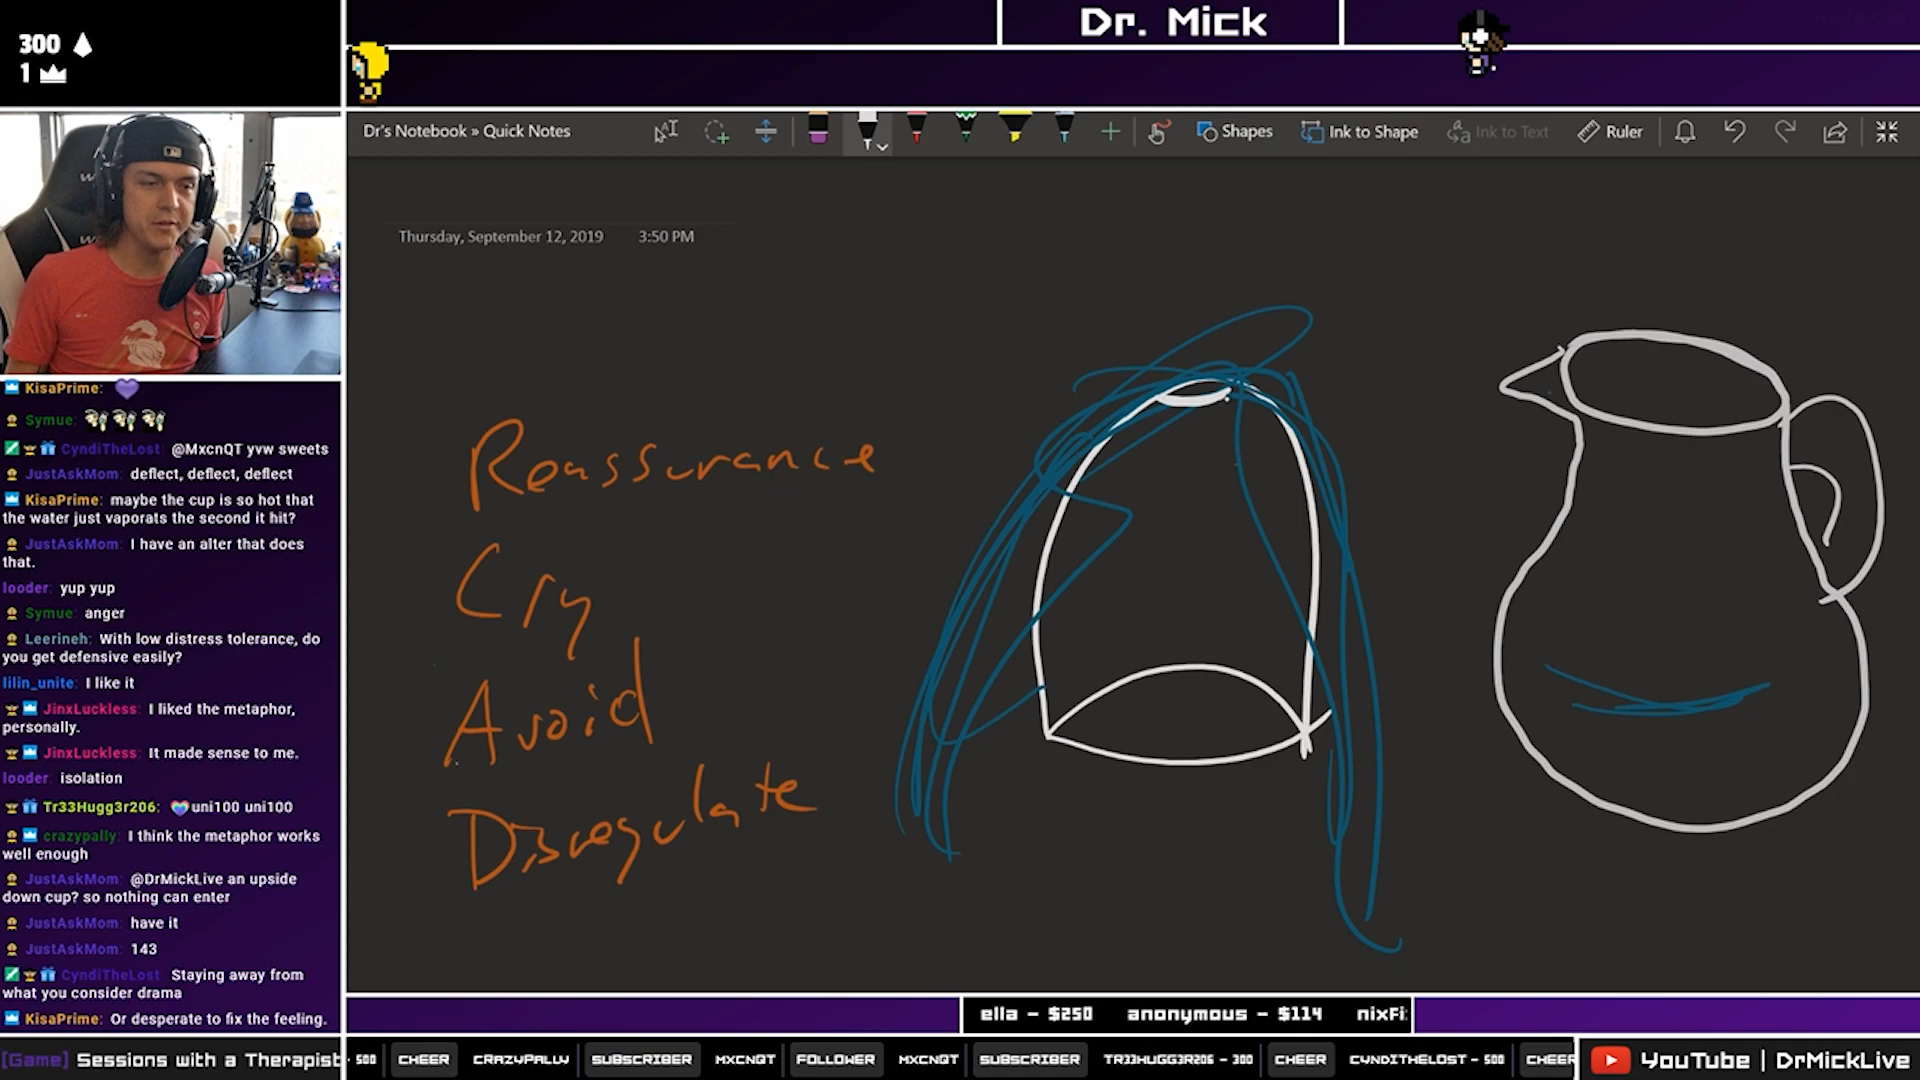 300
1
Dr. Mick
Dr's Notebook » Quick Notes
Shapes
Ink to Shape
Ink to Text
Ruler
Thursday, September 12, 2019 3:50 PM
Reassurance
Cry
Avoid
Disregulate
KisaPrime:
Symue:
CyndiTheLost: @MxcnQT yvw sweets
JustAskMom: deflect, deflect, deflect
KisaPrime: maybe the cup is so hot that
the water just vaporats the second it hit?
JustAskMom: I have an alter that does
that.
looder: yup yup
Symue: anger
Leerineh: With low distress tolerance, do
you get defensive easily?
lilin_unite: I like it
JinxLuckless: I liked the metaphor,
personally.
JinxLuckless: It made sense to me.
looder: isolation
Tr33Hugg3r206: uni100 uni100
crazypally: I think the metaphor works
well enough
JustAskMom: @DrMickLive an upside
down cup? so nothing can enter
JustAskMom: have it
JustAskMom: 143
CyndiTheLost: Staying away from
what you consider drama
KisaPrime: Or desperate to fix the feeling.
ella - $250 anonymous - $114 nixFi
[Game] Sessions with a Therapist
- 500 CHEER CRAZYPALLY SUBSCRIBER MXCNQT FOLLOWER MXCNQT SUBSCRIBER TR33HUGG3R206 - 300 CHEER CYNDITHELOST - 500 CHEER
YouTube | DrMickLive